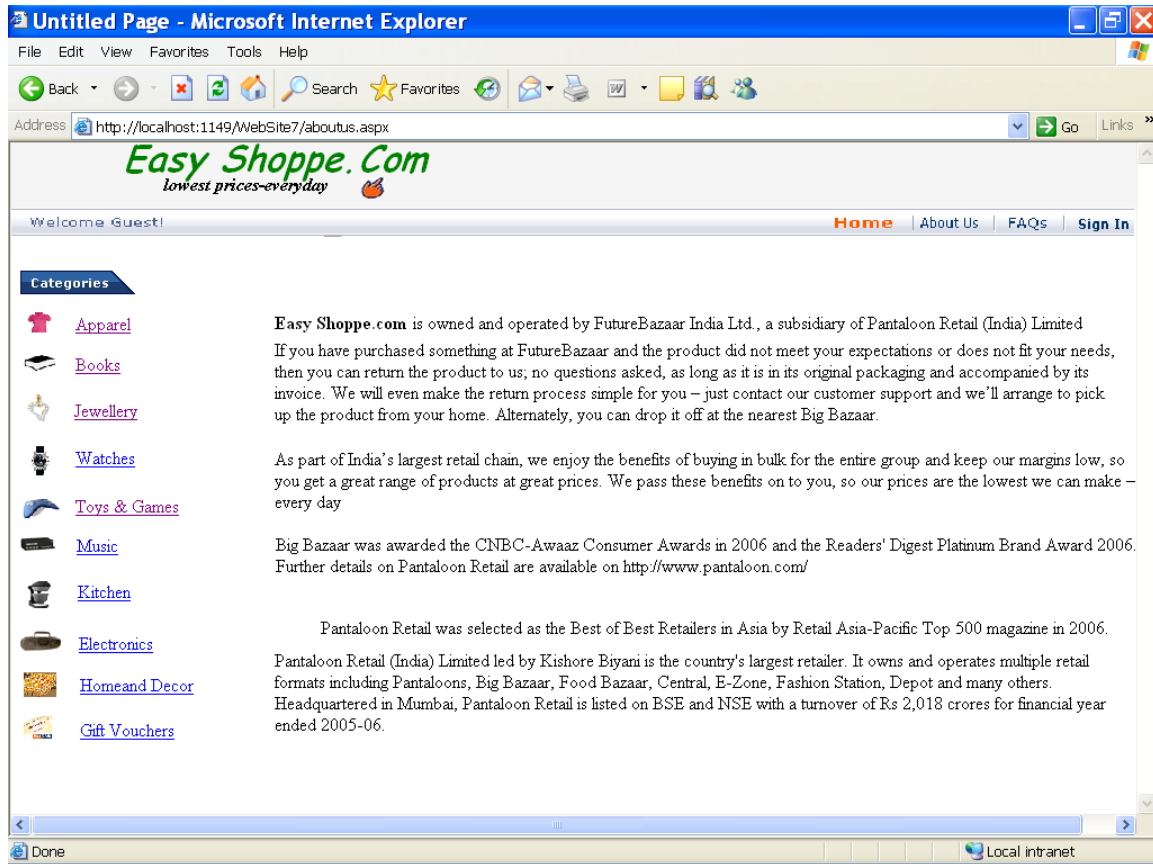 Untitled Page - Microsoft Internet Explorer
File Edit View Favorites Tools Help
Back Search Favorites
Address http://localhost:1149/WebSite7/aboutus.aspx Go Links »
Easy Shoppe.Com
lowest prices-everyday
Welcome Guest! Home | About Us | FAQs | Sign In
Categories
Apparel
Books
Jewellery
Watches
Toys & Games
Music
Kitchen
Electronics
Homeand Decor
Gift Vouchers
Easy Shoppe.com is owned and operated by FutureBazaar India Ltd., a subsidiary of Pantaloon Retail (India) Limited
If you have purchased something at FutureBazaar and the product did not meet your expectations or does not fit your needs,
then you can return the product to us; no questions asked, as long as it is in its original packaging and accompanied by its
invoice. We will even make the return process simple for you – just contact our customer support and we’ll arrange to pick
up the product from your home. Alternately, you can drop it off at the nearest Big Bazaar.
As part of India’s largest retail chain, we enjoy the benefits of buying in bulk for the entire group and keep our margins low, so
you get a great range of products at great prices. We pass these benefits on to you, so our prices are the lowest we can make –
every day
Big Bazaar was awarded the CNBC-Awaaz Consumer Awards in 2006 and the Readers' Digest Platinum Brand Award 2006.
Further details on Pantaloon Retail are available on http://www.pantaloon.com/
Pantaloon Retail was selected as the Best of Best Retailers in Asia by Retail Asia-Pacific Top 500 magazine in 2006.
Pantaloon Retail (India) Limited led by Kishore Biyani is the country's largest retailer. It owns and operates multiple retail
formats including Pantaloons, Big Bazaar, Food Bazaar, Central, E-Zone, Fashion Station, Depot and many others.
Headquartered in Mumbai, Pantaloon Retail is listed on BSE and NSE with a turnover of Rs 2,018 crores for financial year
ended 2005-06.
Done Local intranet